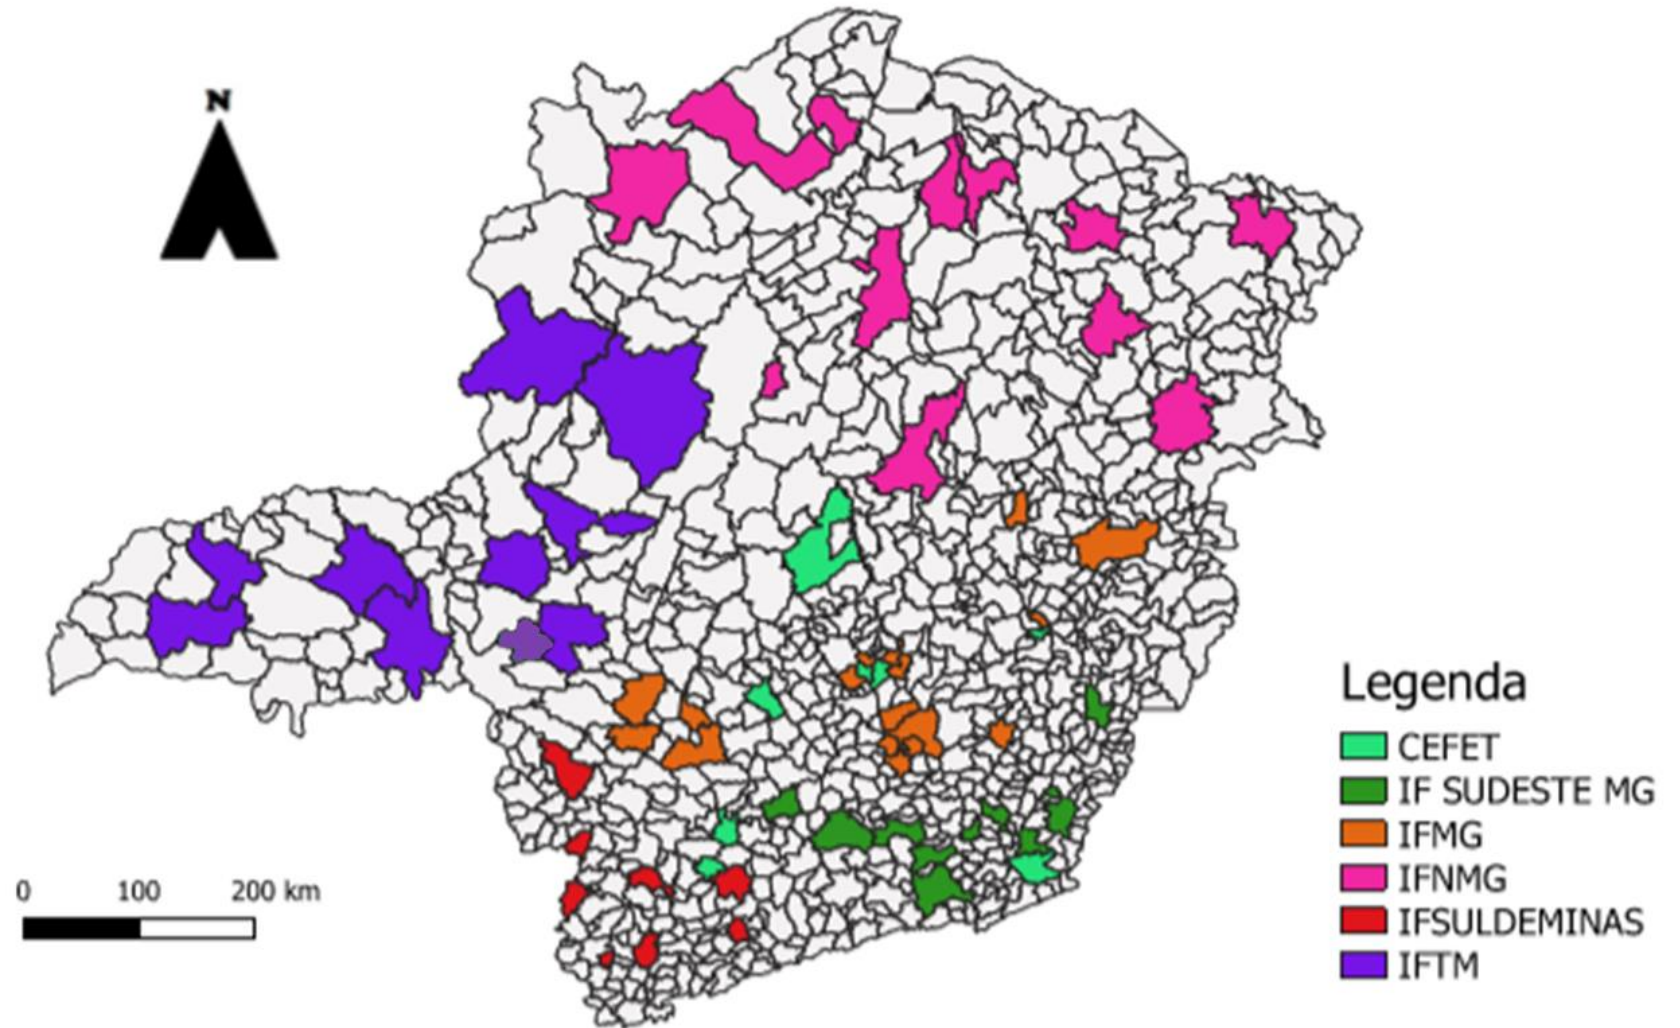 N
Legenda
CEFET
IF SUDESTE MG
IFMG
IFNMG
IFSULDEMINAS
IFTM
0 100 200 km